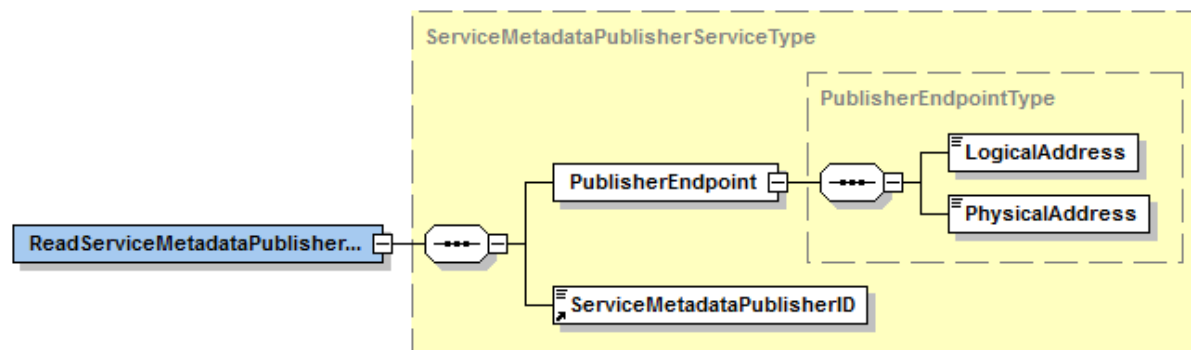 ServiceMetadataPublisherServiceType
PublisherEndpointType
LogicalAddress
PublisherEndpoint
PhysicalAddress
ReadServiceMetadataPublisher...
ServiceMetadataPublisherID